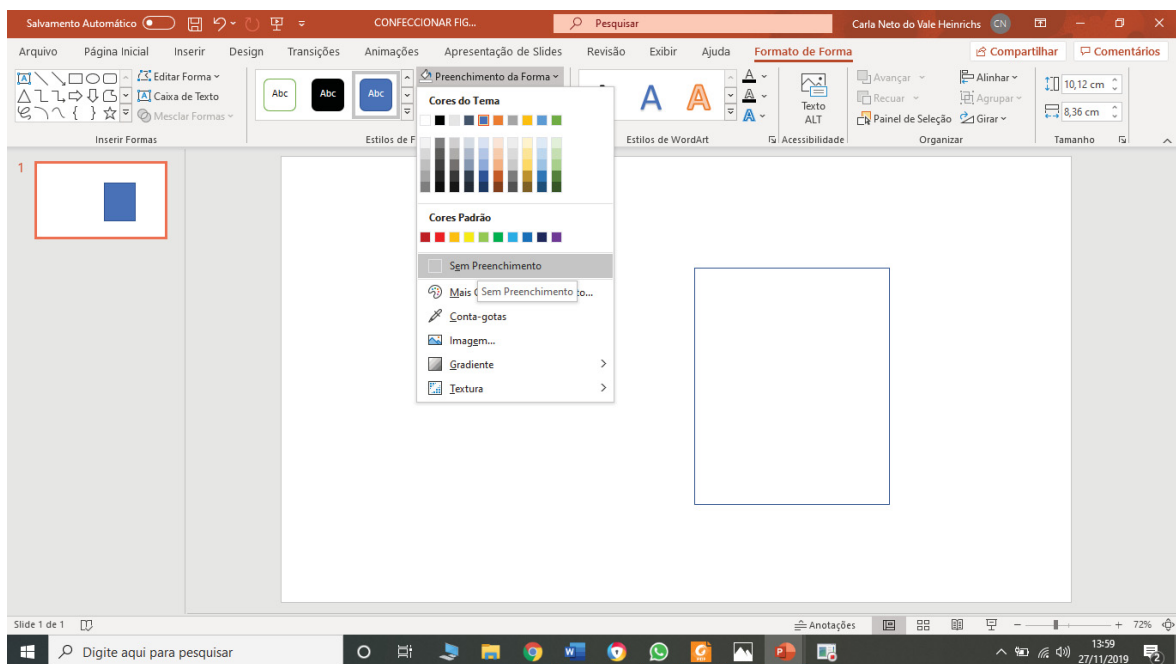 Salvamento Automático
CONFECCIONAR FIG...
Pesquisar
Carla Neto do Vale Heinrichs
CN
Arquivo Página Inicial Inserir Design Transições Animações Apresentação de Slides Revisão Exibir Ajuda Formato de Forma
Compartilhar
Comentários
Editar Forma
Caixa de Texto
Mesclar Formas
Inserir Formas
Abc Abc Abc
Estilos de F
Preenchimento da Forma
Cores do Tema
Cores Padrão
Sem Preenchimento
Mais
Sem Preenchimento
to...
Conta-gotas
Imagem...
Gradiente
Textura
A A
Estilos de WordArt
A
A
A
Texto
ALT
Acessibilidade
Avançar
Recuar
Painel de Seleção
Alinhar
Agrupar
Girar
Organizar
10,12 cm
8,36 cm
Tamanho
1
Slide 1 de 1
Anotações
72%
Digite aqui para pesquisar
13:59
27/11/2019